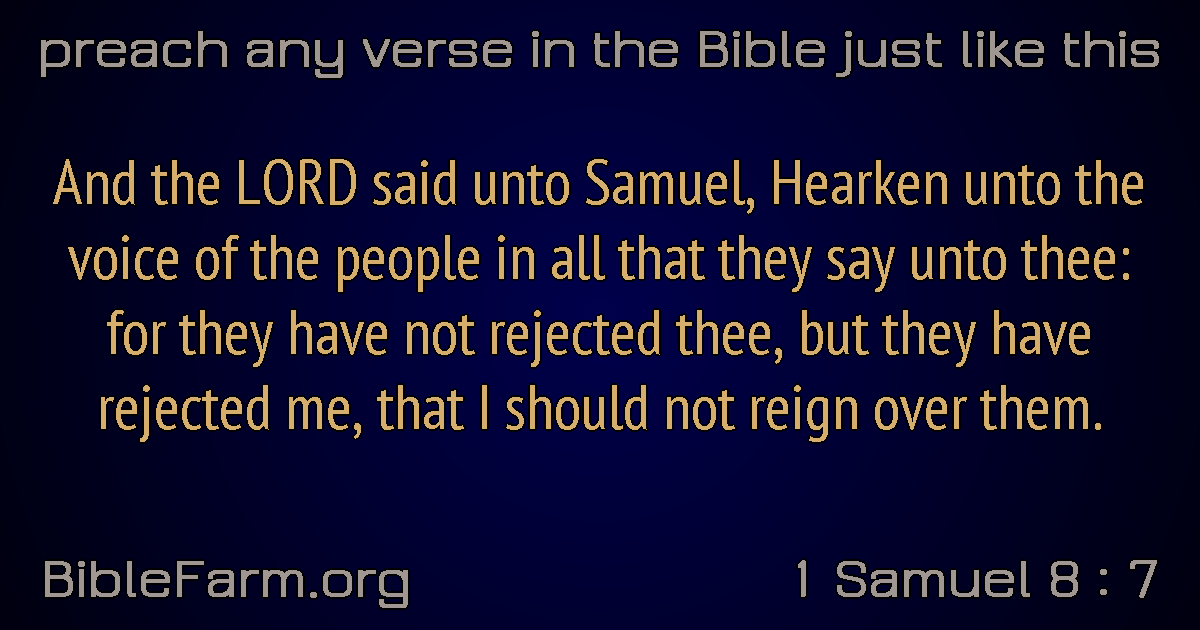 preach any verse in the Bible just like this
And the LORD said unto Samuel, Hearken unto the
voice of the people in all that they say unto thee:
for they have not rejected thee, but they have
rejected me, that I should not reign over them.
BibleFarm.org
1 Samuel 8 : 7